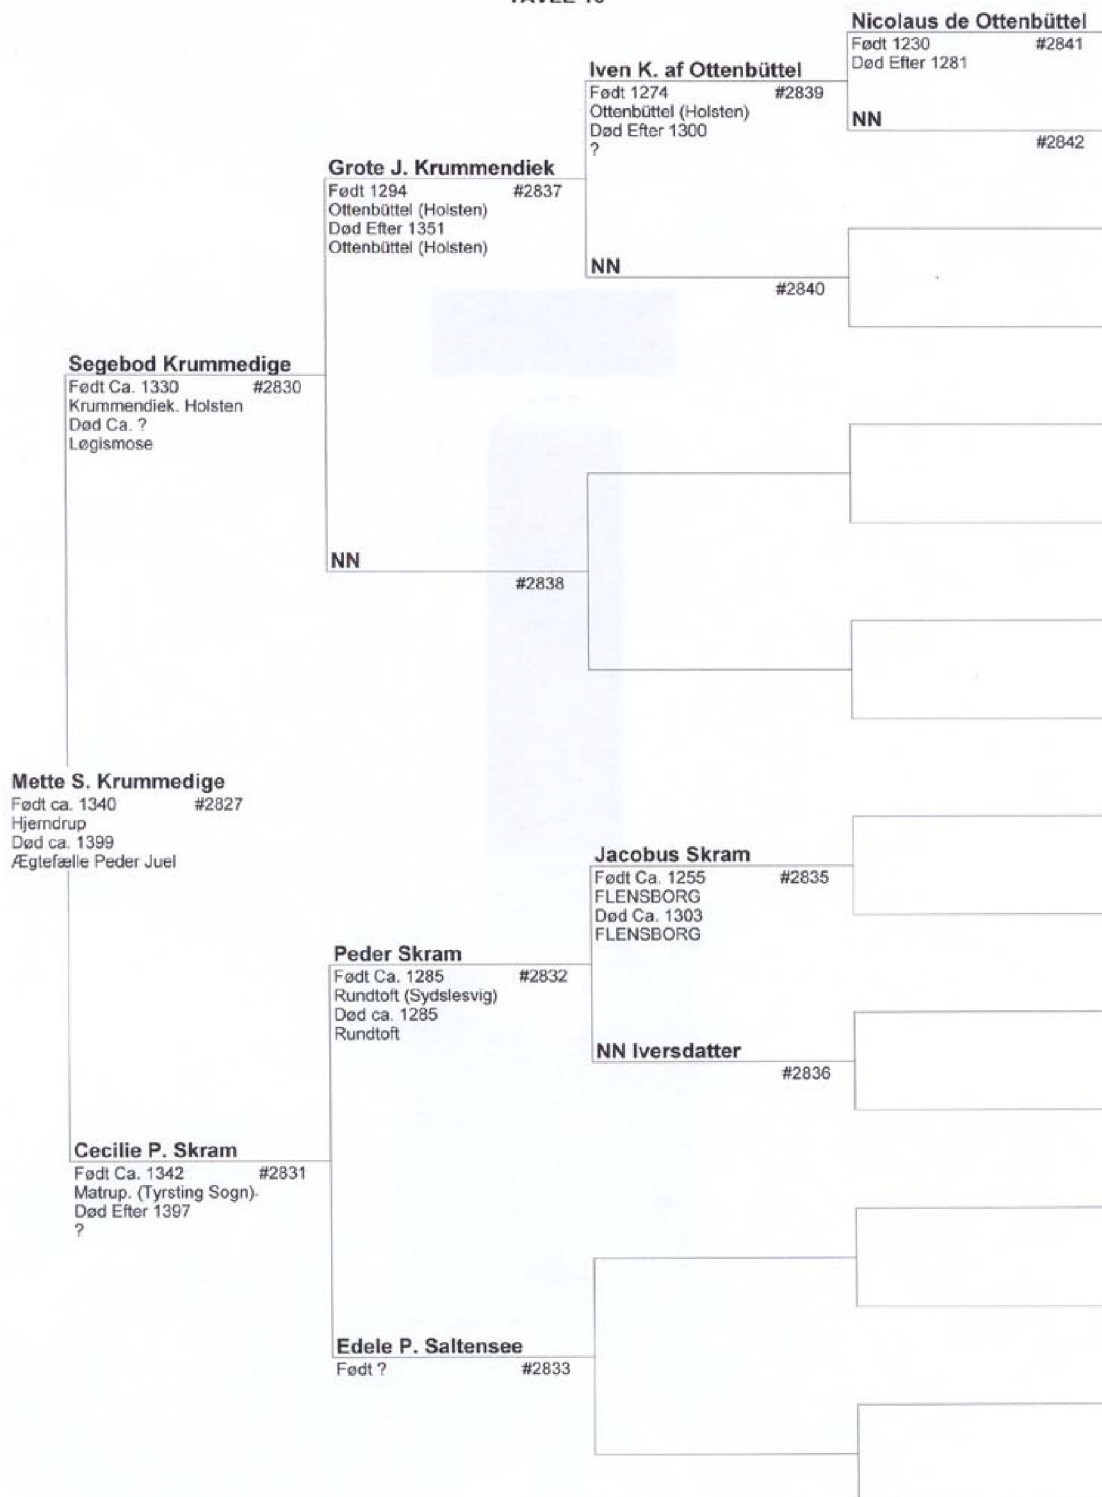 Nicolaus de Ottenbüttel
Født 1230 #2841
Død Efter 1281
Iven K. af Ottenbüttel
Født 1274 #2839
Ottenbüttel (Holsten)
Død Efter 1300
?
NN
#2842
Grote J. Krummendiek
Født 1294 #2837
Ottenbüttel (Holsten)
Død Efter 1351
Ottenbüttel (Holsten)
NN
#2840
Segebod Krummedige
Født Ca. 1330 #2830
Krummendiek. Holsten
Død Ca. ?
Løgismose
NN
#2838
Mette S. Krummedige
Født ca. 1340 #2827
Hjerndrup
Død ca. 1399
Ægtefælle Peder Juel
Jacobus Skram
Født Ca. 1255 #2835
FLENSBORG
Død Ca. 1303
FLENSBORG
Peder Skram
Født Ca. 1285 #2832
Rundtoft (Sydslesvig)
Død ca. 1285
Rundtoft
NN Iversdatter
#2836
Cecilie P. Skram
Født Ca. 1342 #2831
Matrup. (Tyrsting Sogn)
Død Efter 1397
?
Edele P. Saltensee
Født ? #2833